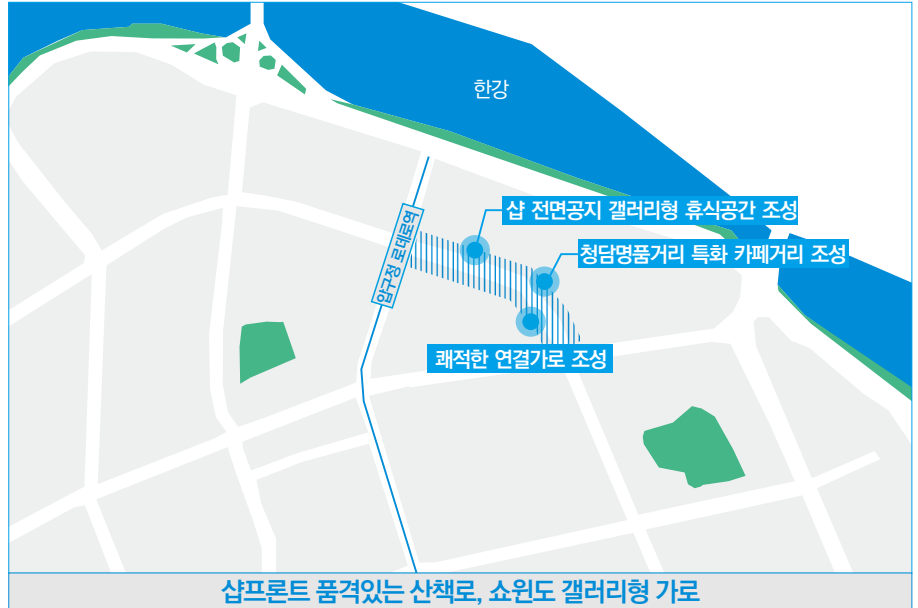 한강
샵 전면공지 갤러리형 휴식공간 조성
청담명품거리 특화 카페거리 조성
압구정 로데로역
쾌적한 연결가로 조성
샵프론트 품격있는 산책로, 쇼윈도 갤러리형 가로